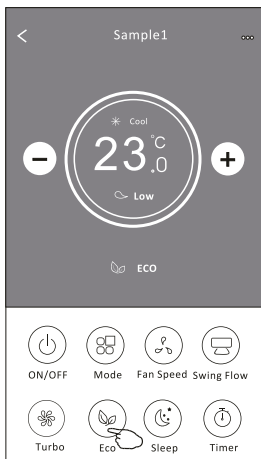 Sample1
Cool
23.0°C
Low
ECO
ON/OFF Mode Fan Speed Swing Flow
Turbo Eco Sleep Timer